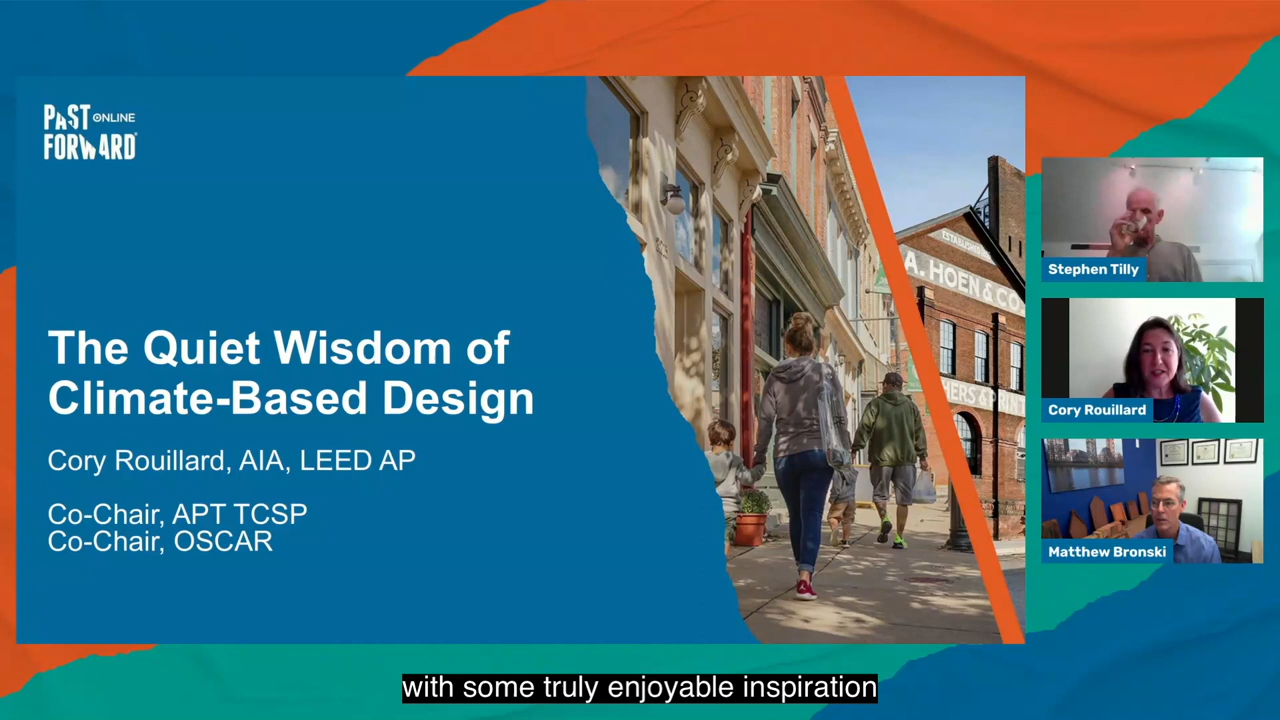 PAST ONLINE
FORWARD
The Quiet Wisdom of
Climate-Based Design
Cory Rouillard, AIA, LEED AP
Co-Chair, APT TCSP
Co-Chair, OSCAR
A. HOEN & CO
Stephen Tilly
Cory Rouillard
Matthew Bronski
with some truly enjoyable inspiration